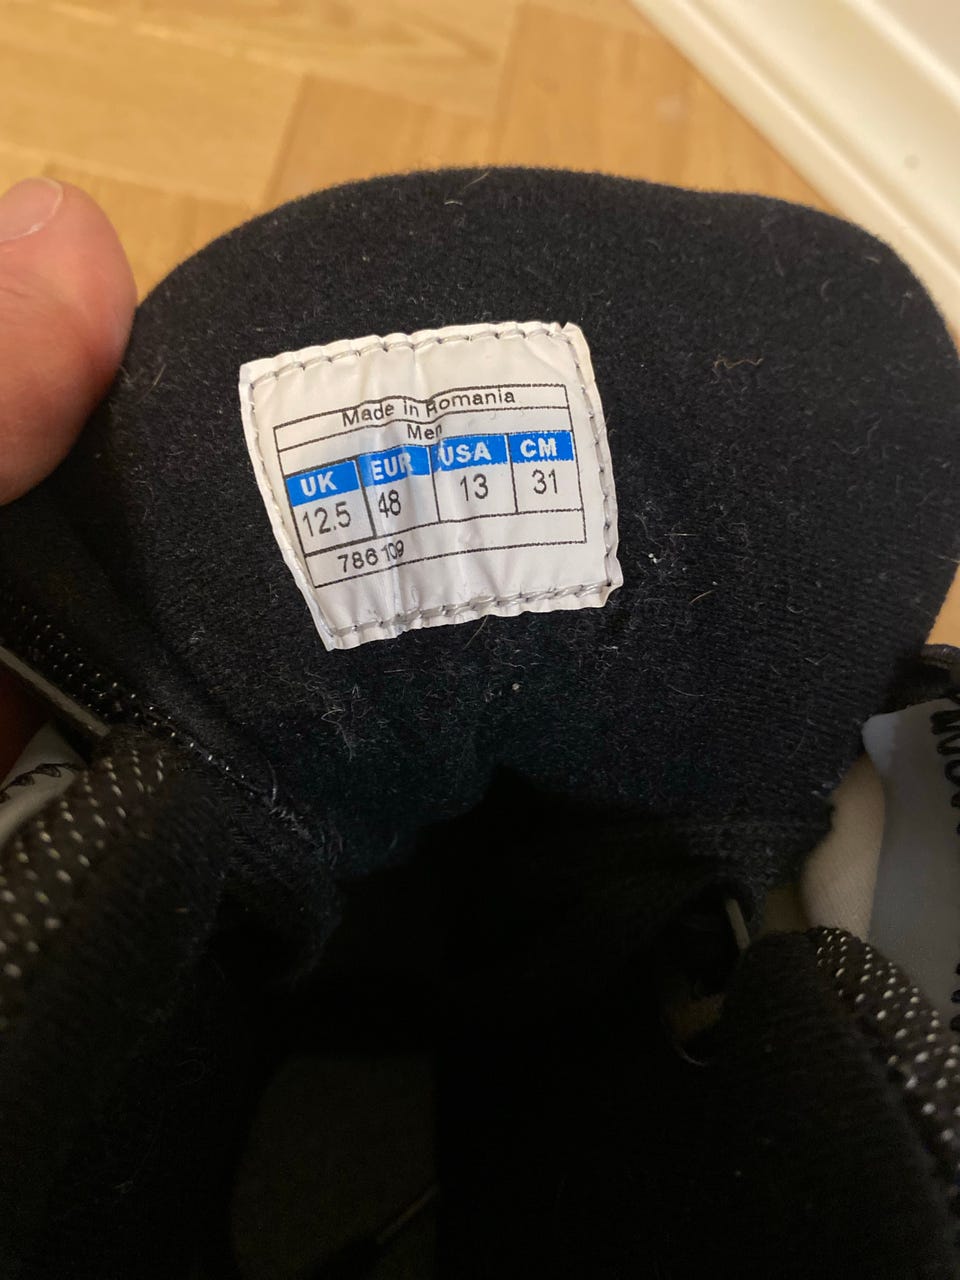 Made in Romania
Men
UK EUR USA CM
12.5 48 13 31
786109